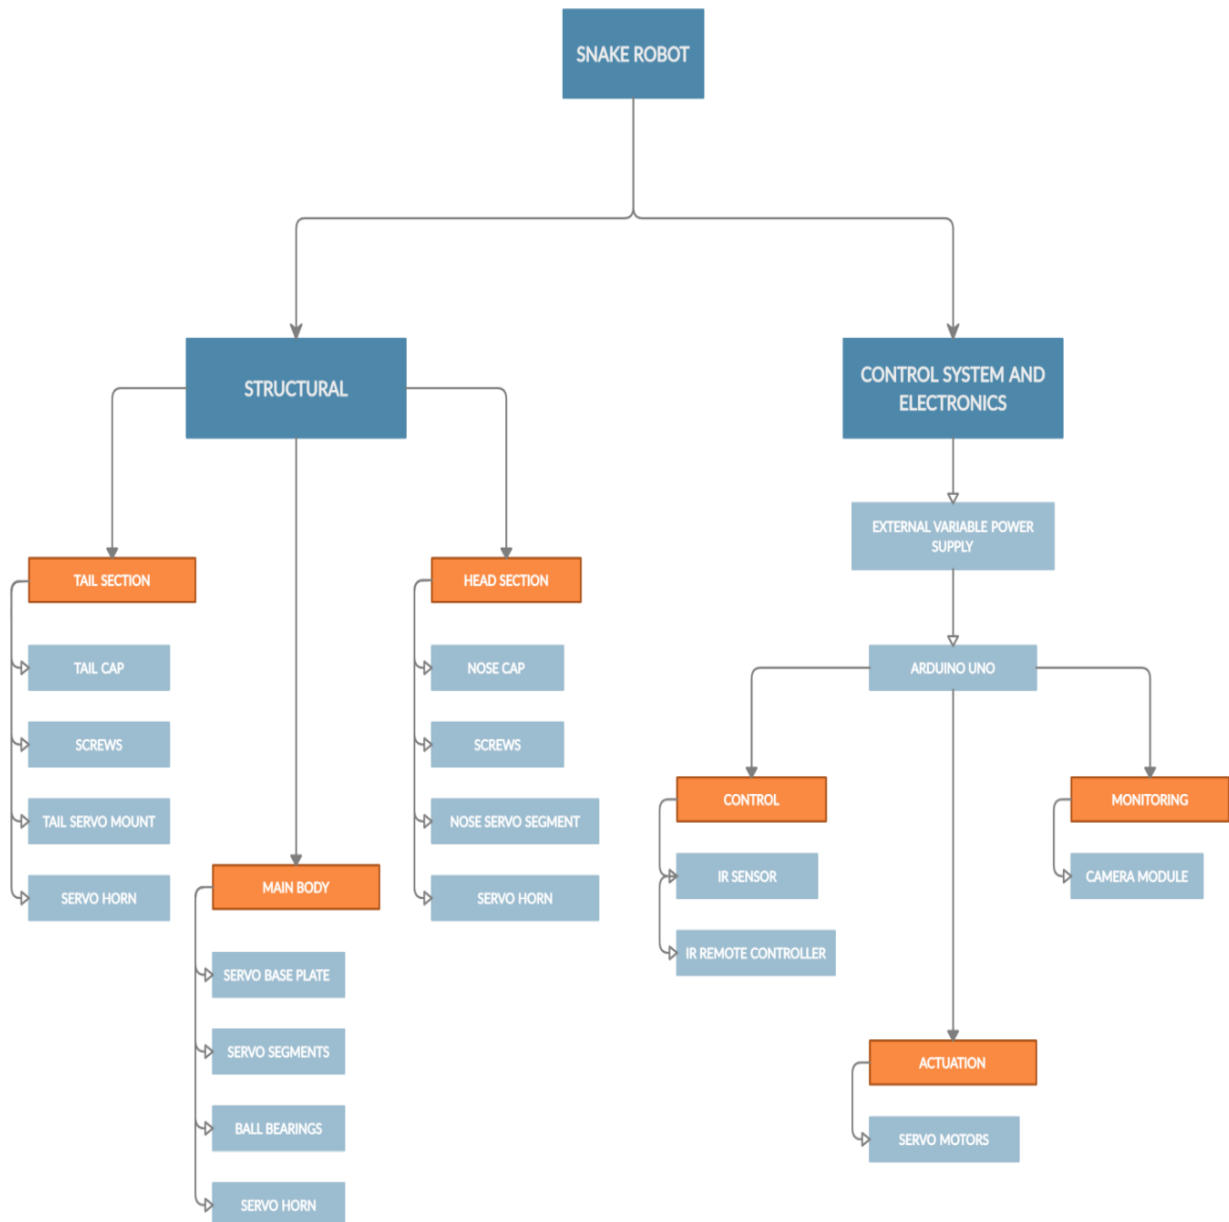 SNAKE ROBOT
STRUCTURAL
CONTROL SYSTEM AND
ELECTRONICS
EXTERNAL VARIABLE POWER
SUPPLY
TAIL SECTION
TAIL CAP
SCREWS
TAIL SERVO MOUNT
SERVO HORN
MAIN BODY
SERVO BASE PLATE
SERVO SEGMENTS
BALL BEARINGS
SERVO HORN
HEAD SECTION
NOSE CAP
SCREWS
NOSE SERVO SEGMENT
SERVO HORN
ARDUINO UNO
CONTROL
IR SENSOR
IR REMOTE CONTROLLER
ACTUATION
SERVO MOTORS
MONITORING
CAMERA MODULE